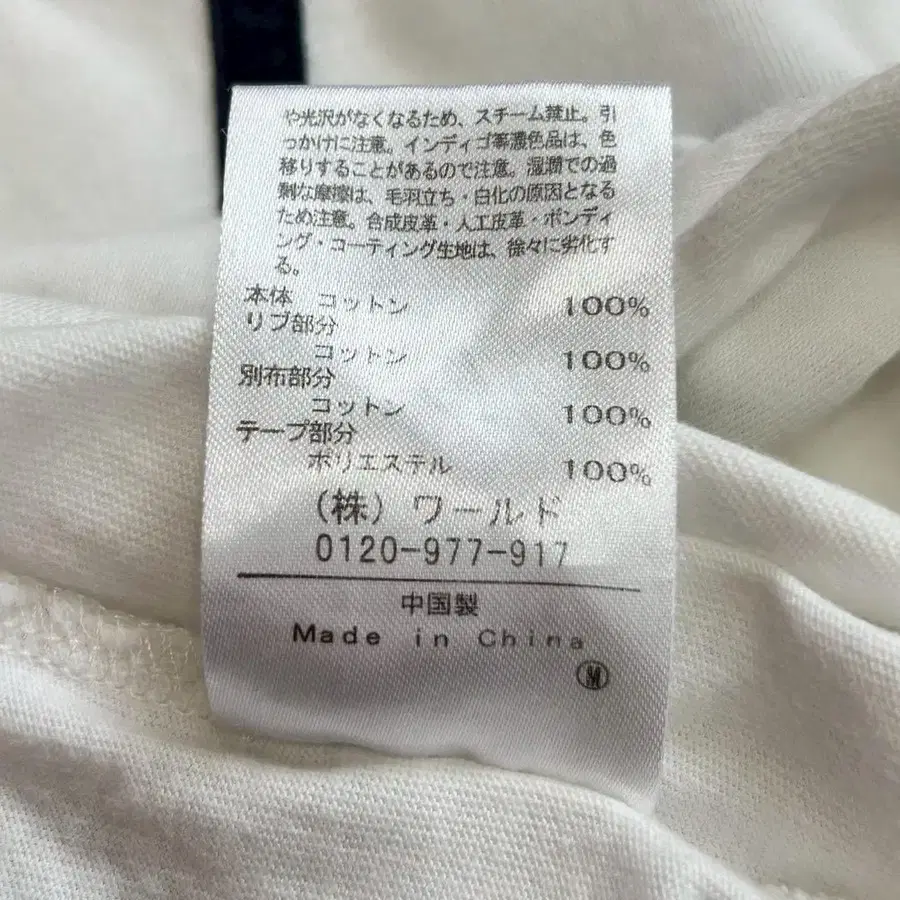 や光沢がなくなるため、スチーム禁止。引
っかけに注意。インディゴ等濃色品は、色
移りすることがあるので注意。湿潤での過
剰な摩擦は、毛羽立ち・白化の原因となる
ため注意。合成皮革・人工皮革・ボンディ
ング・コーティング生地は、徐々に劣化す
る。
本体 コットン 100%
リブ部分
コットン 100%
別布部分
コットン 100%
テープ部分
ポリエステル 100%
(株)ワールド
0120-977-917
中国製
Made in China
Ⓜ